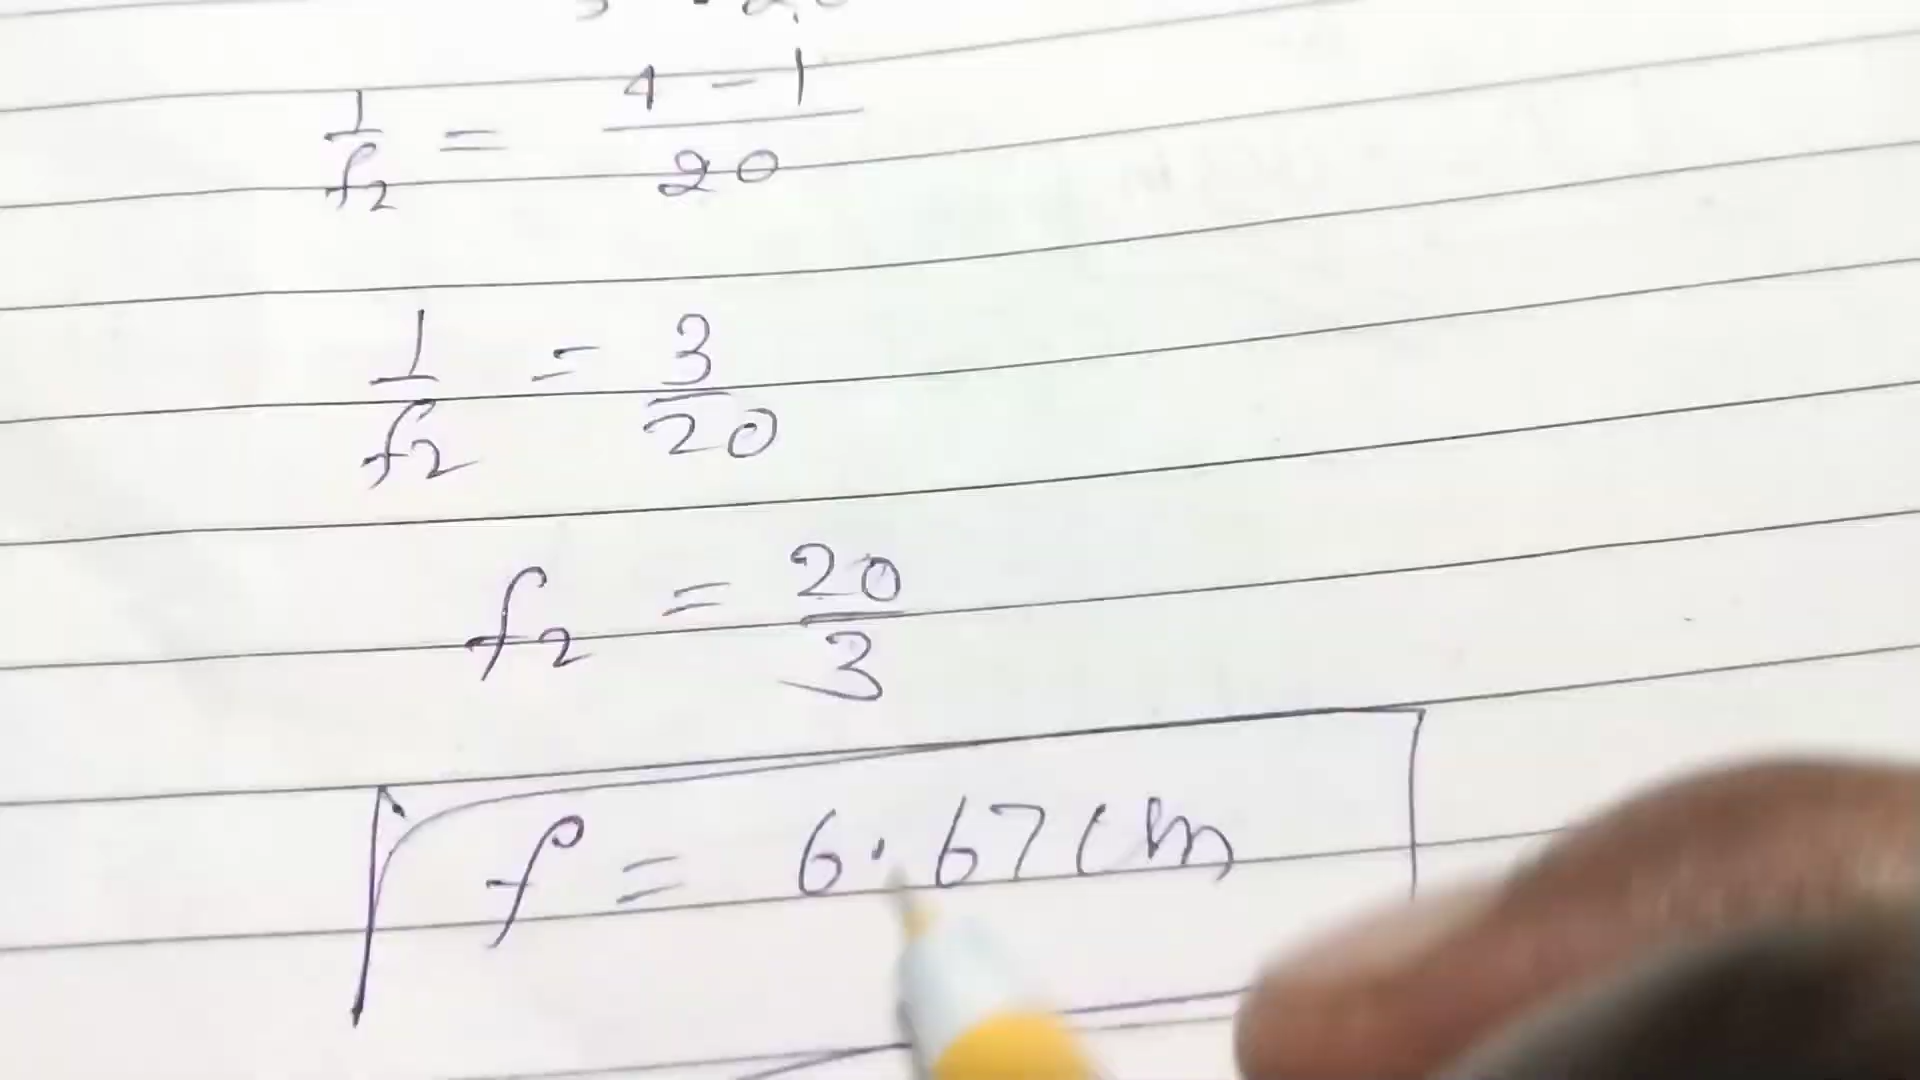 1/f2 = 4 - 1/20
1/f2 = 3/20
f2 = 20/3
f = 6.67 cm